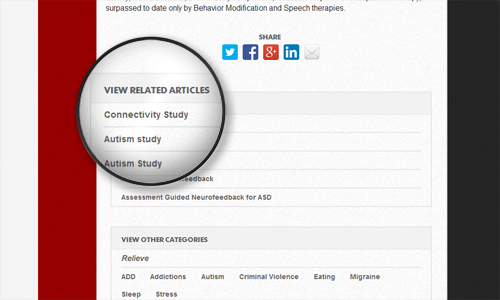 surpassed to date only by Behavior Modification and Speech therapies.
SHARE
VIEW RELATED ARTICLES
Connectivity Study
Autism study
Autism Study
feedback
Assessment Guided Neurofeedback for ASD
VIEW OTHER CATEGORIES
Relieve
ADD Addictions Autism Criminal Violence Eating Migraine
Sleep Stress